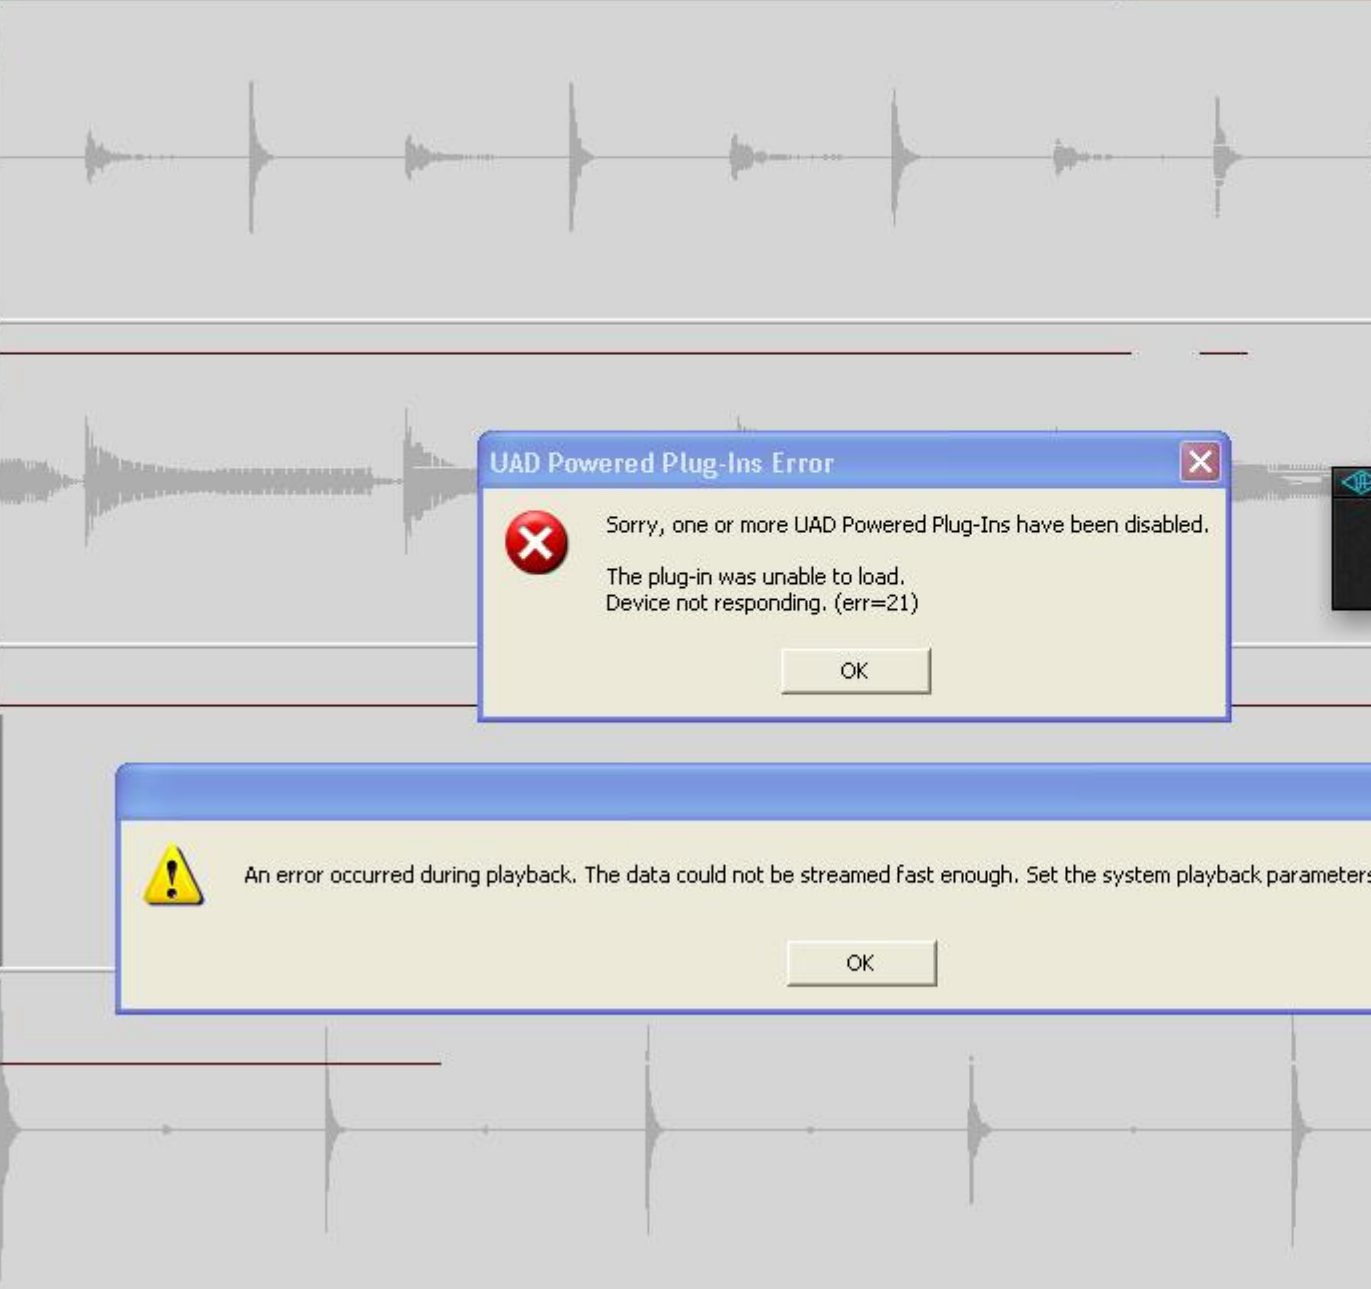 UAD Powered Plug-Ins Error
Sorry, one or more UAD Powered Plug-Ins have been disabled.
The plug-in was unable to load.
Device not responding. (err=21)
OK
An error occurred during playback. The data could not be streamed fast enough. Set the system playback parameters
OK